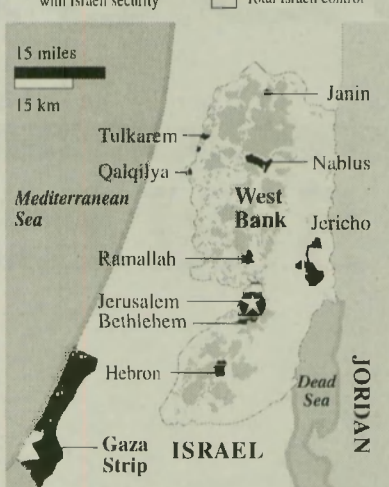 with Israeli security
Total Israeli control
15 miles
15 km
Janin
Tulkarem
Qalqilya
Nablus
Mediterranean
Sea
West
Bank
Jericho
Ramallah
Jerusalem
Bethlehem
Hebron
Dead
Sea
JORDAN
Gaza
Strip
ISRAEL